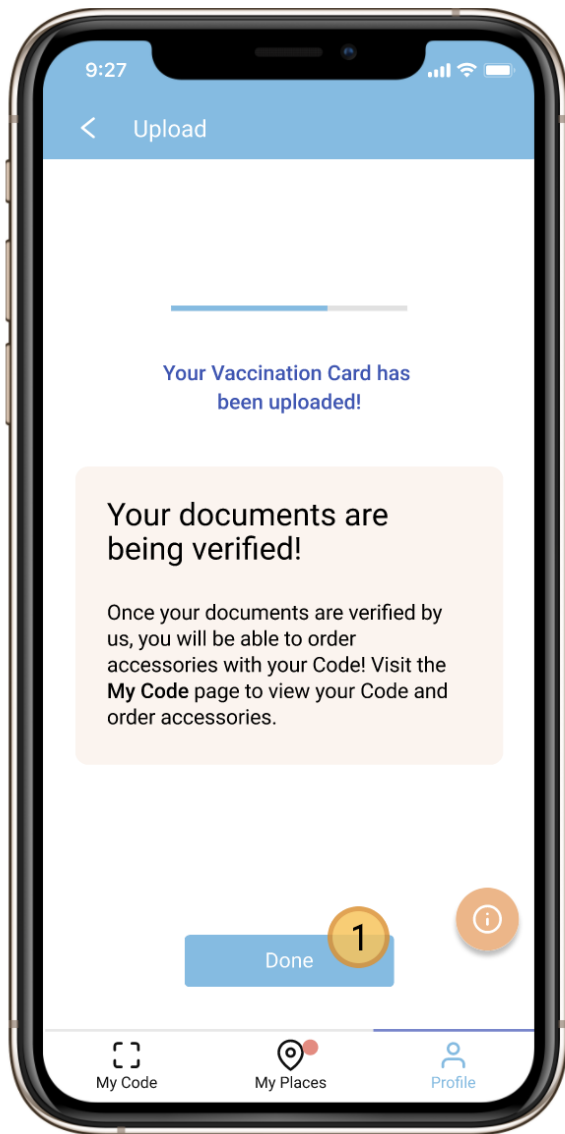 9:27
Upload
Your Vaccination Card has
been uploaded!
Your documents are
being verified!
Once your documents are verified by
us, you will be able to order
accessories with your Code! Visit the
My Code page to view your Code and
order accessories.
1
Done
My Code
My Places
Profile